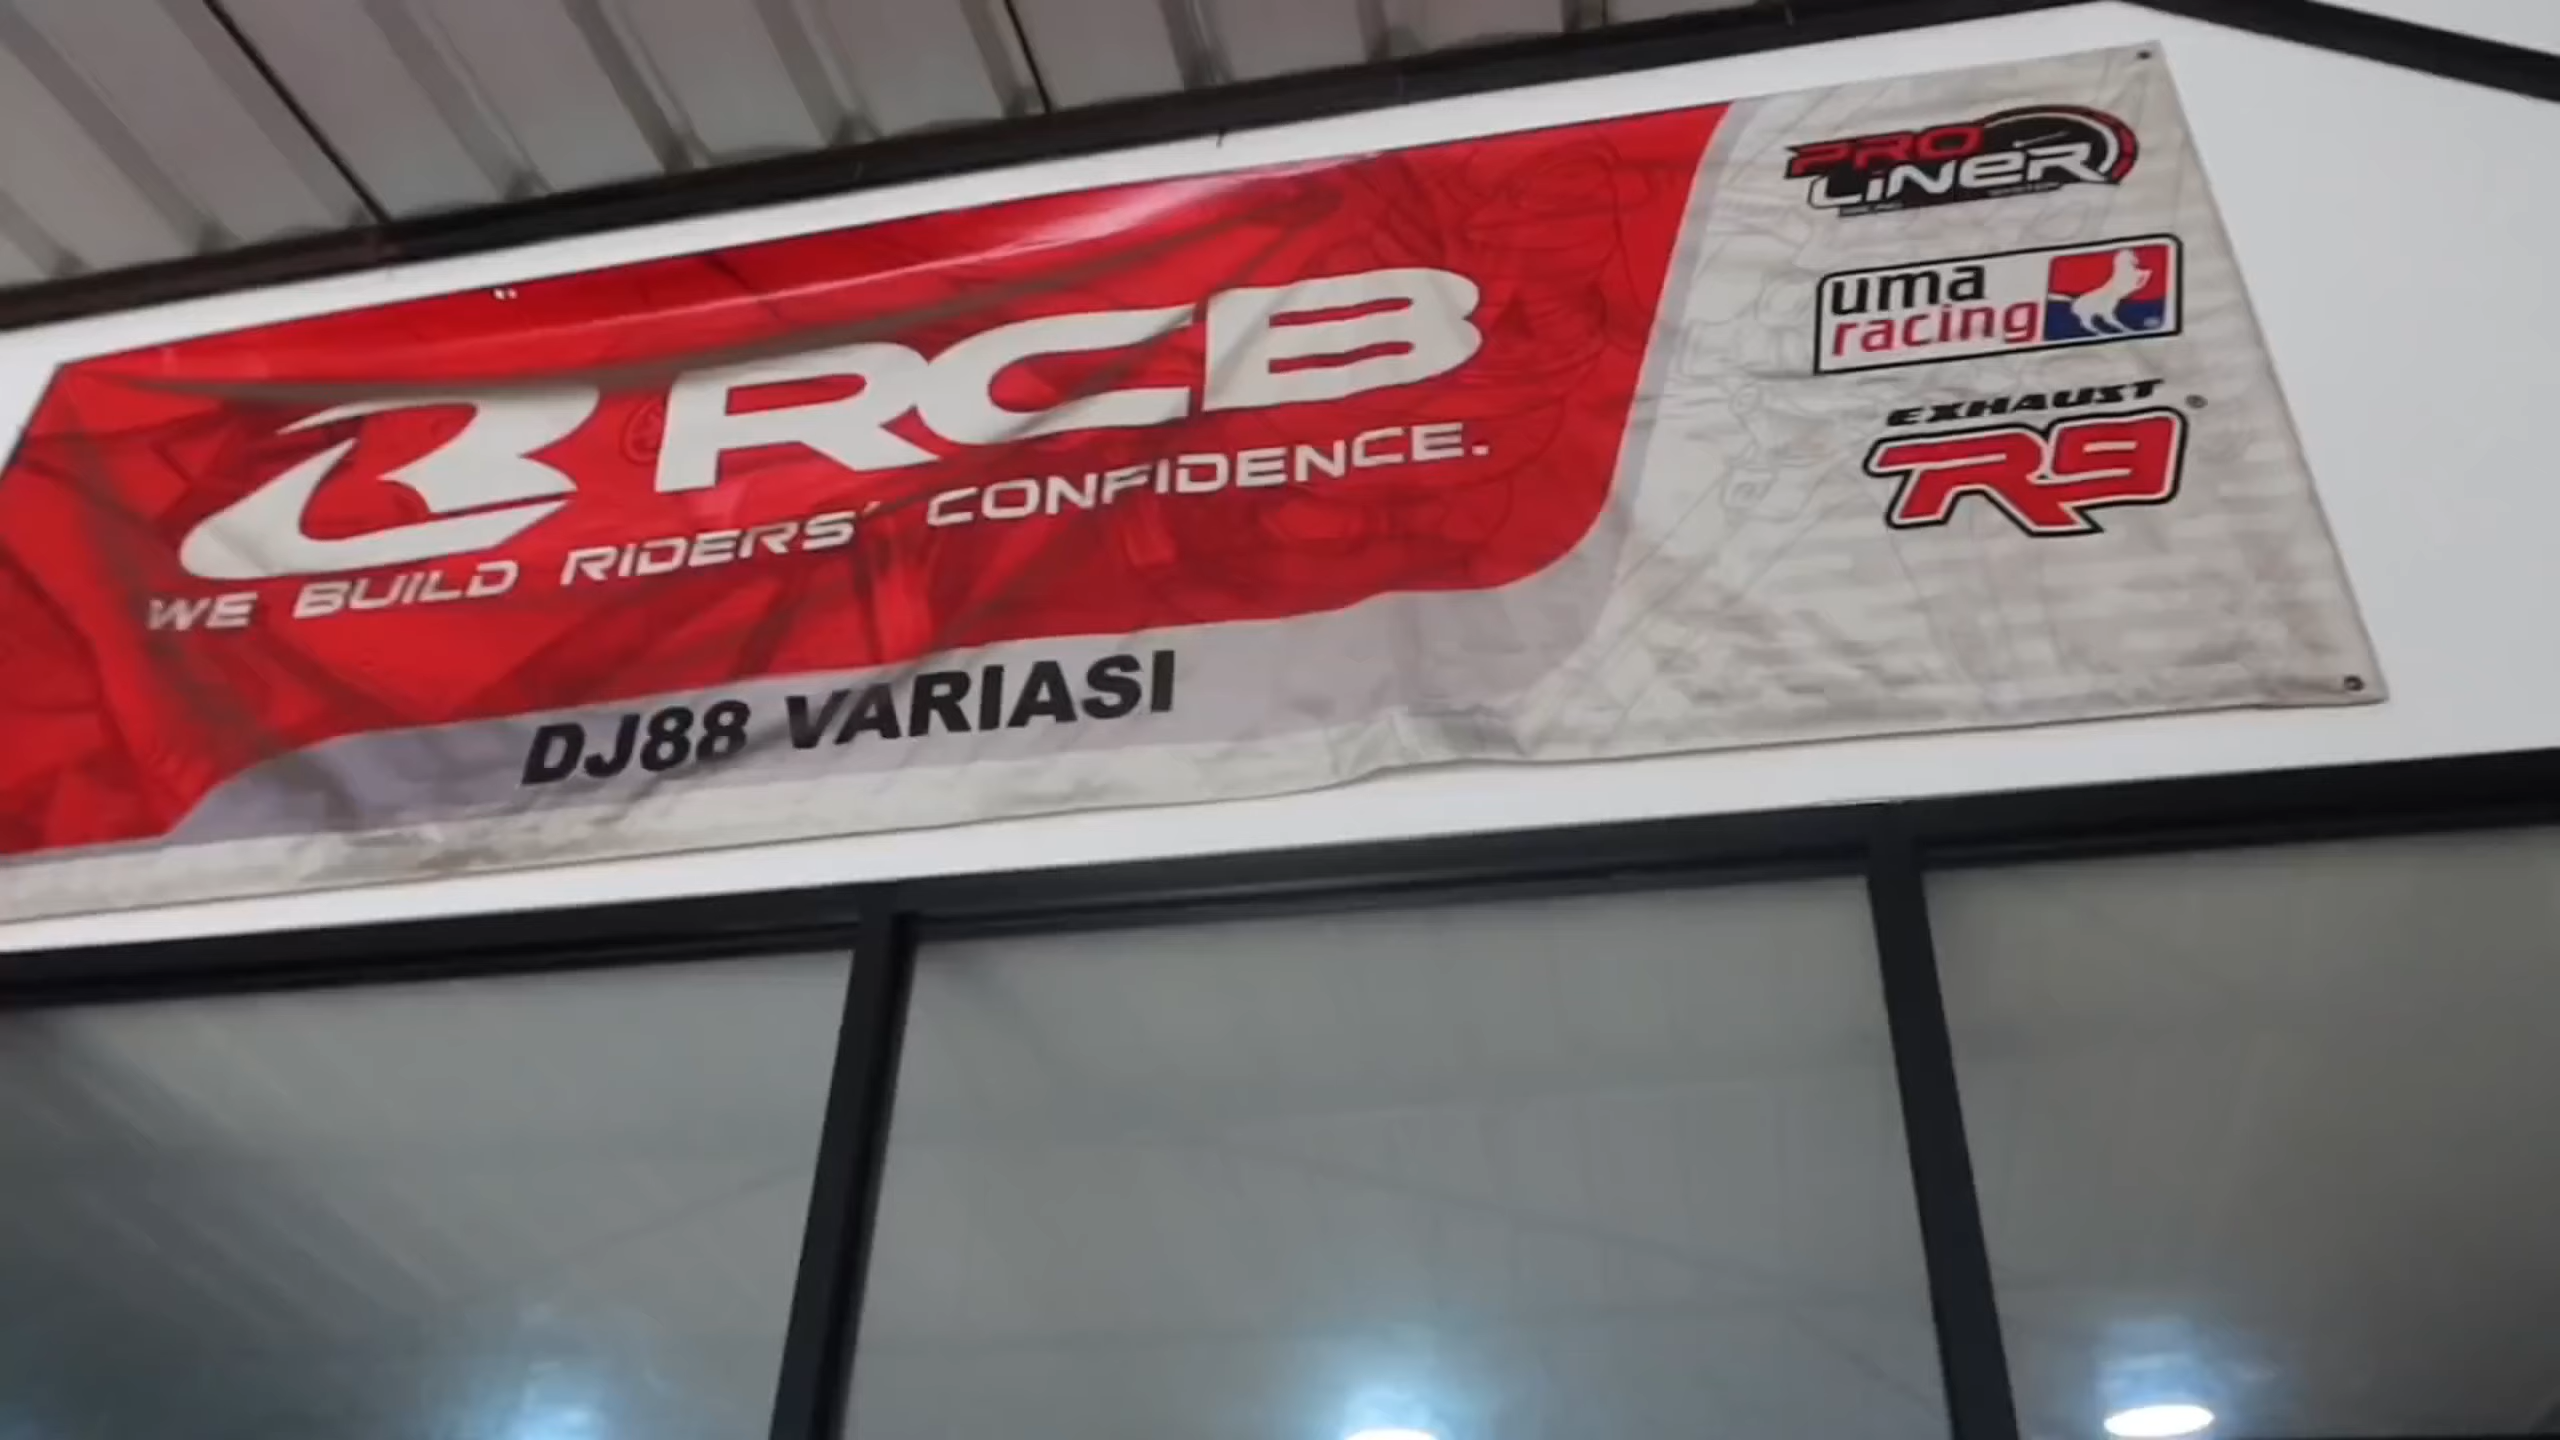 RCB
WE BUILD RIDERS' CONFIDENCE.
DJ88 VARIASI
PRO
LINER
uma
racing
EXHAUST
R9